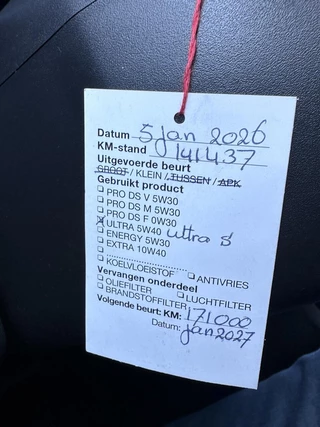 Datum 5 jan 2026
KM-stand 141437
Uitgevoerde beurt
GROOT / KLEIN / TUSSEN / APK
Gebruikt product
PRO DS V 5W30
PRO DS M 5W30
PRO DS F 0W30
ULTRA 5W40 ultra S
ENERGY 5W30
EXTRA 10W40
KOELVLOEISTOF ANTIVRIES
Vervangen onderdeel
OLIEFILTER LUCHTFILTER
BRANDSTOFFILTER
Volgende beurt: KM: 171000
Datum: jan 2027